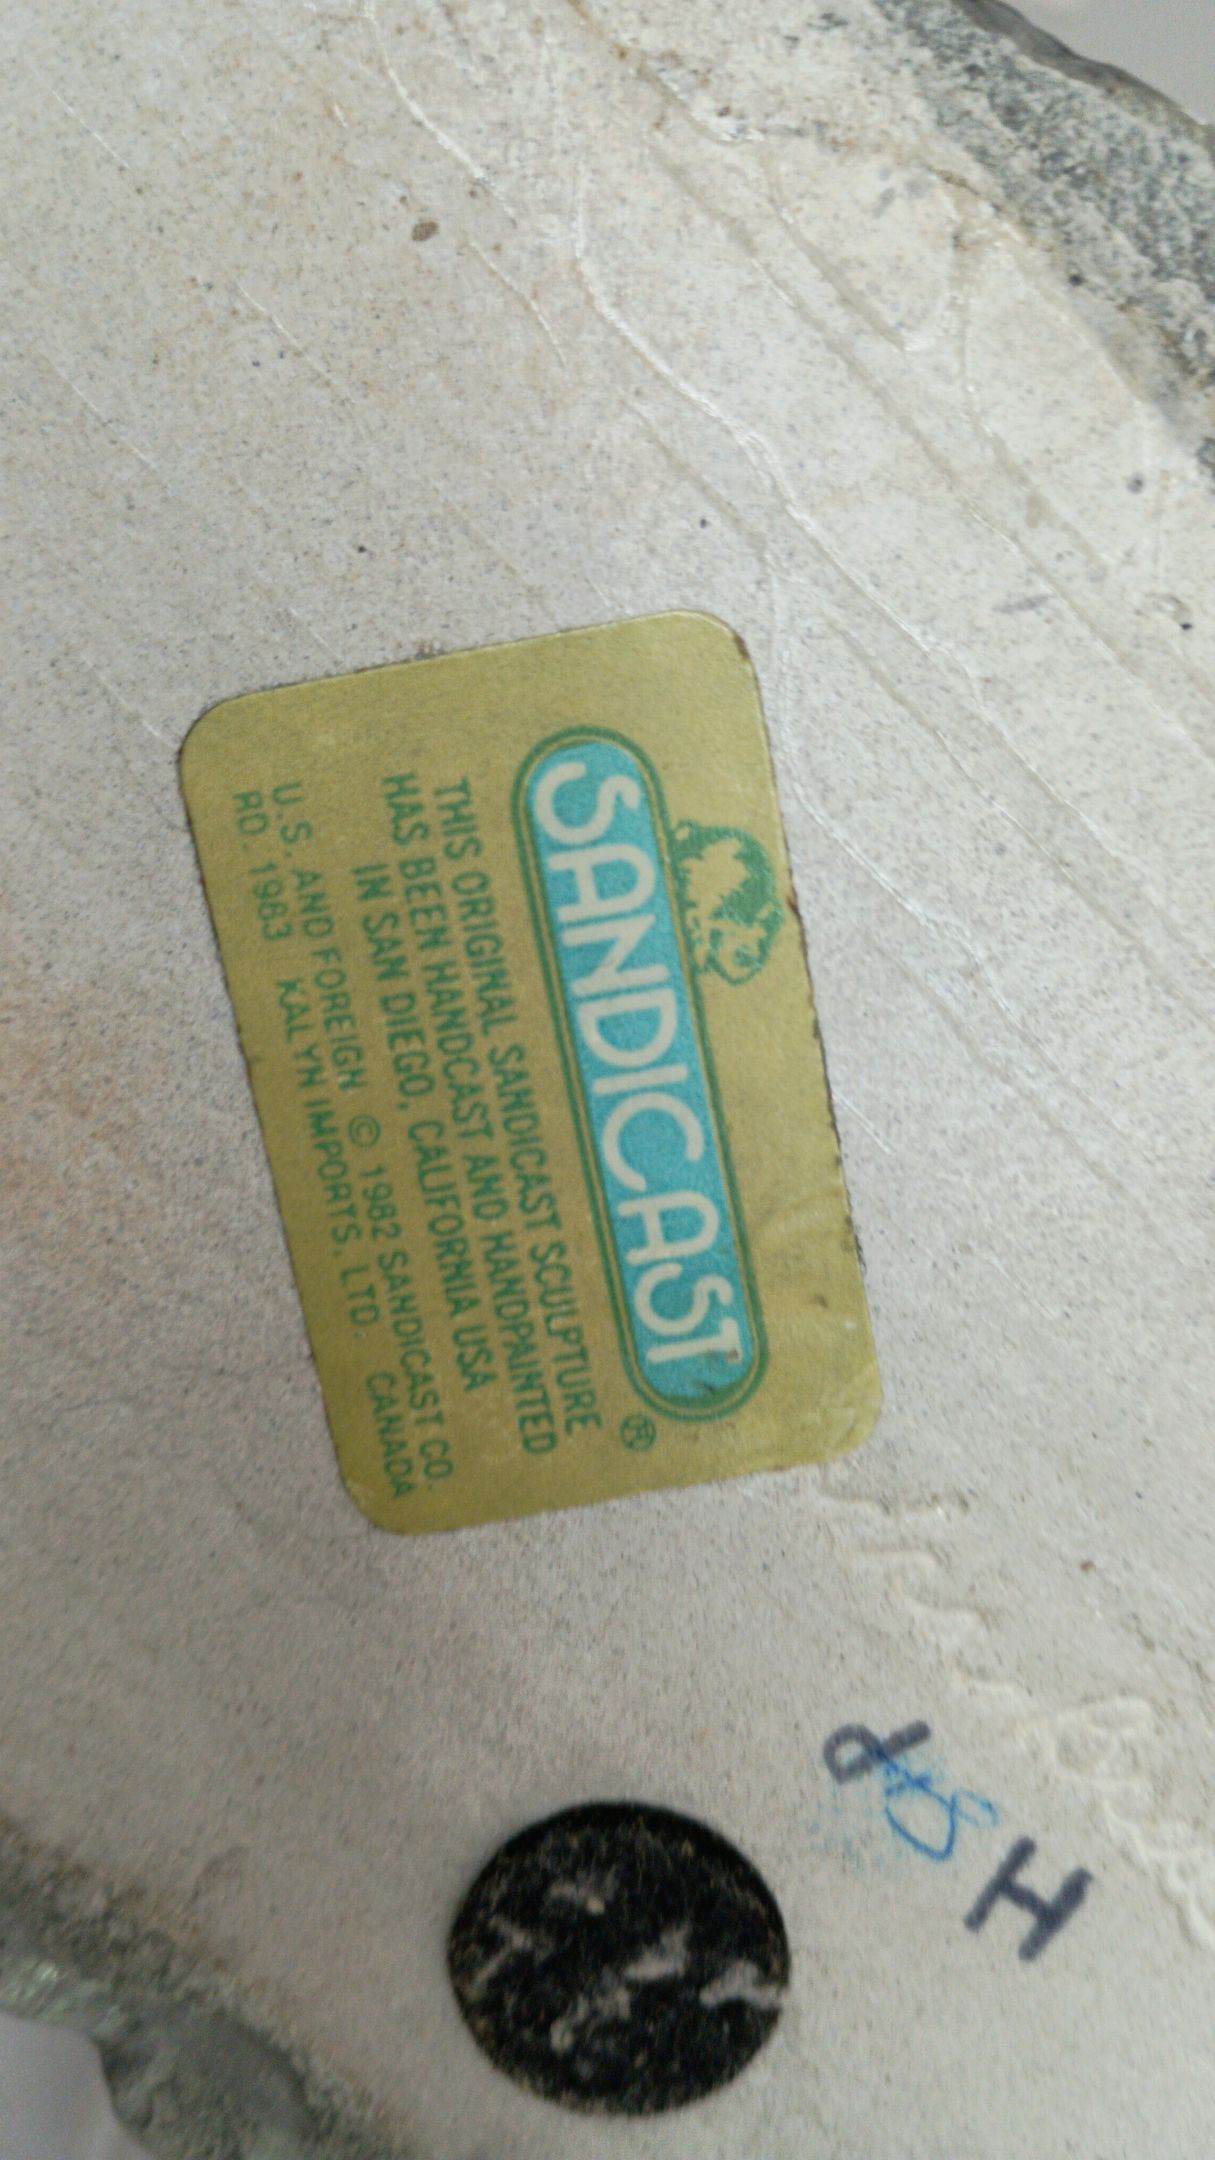 SANDICAST ®
THIS ORIGINAL SANDICAST SCULPTURE
HAS BEEN HANDCAST AND HANDPAINTED
IN SAN DIEGO, CALIFORNIA USA
U.S. AND FOREIGN © 1982 SANDICAST CO.
RD. 1983 KALYN IMPORTS, LTD. CANADA
H